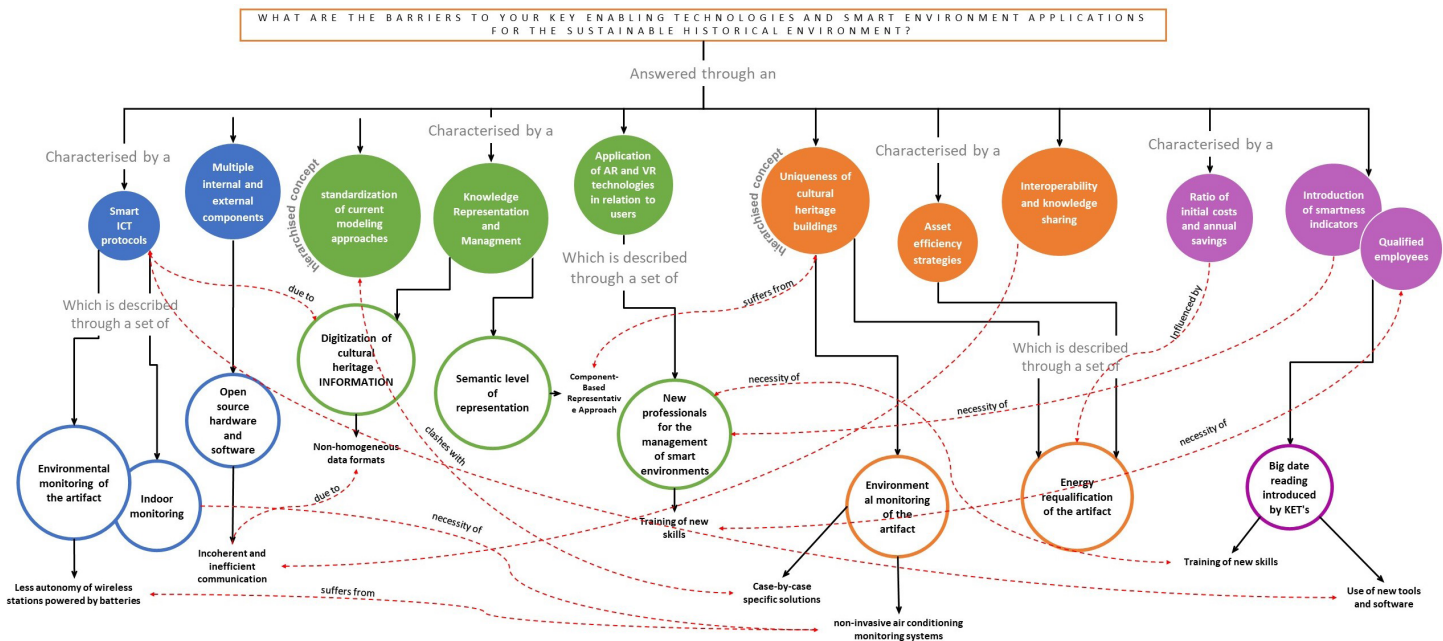 WHAT ARE THE BARRIERS TO YOUR KEY ENABLING TECHNOLOGIES AND SMART ENVIRONMENT APPLICATIONS
FOR THE SUSTAINABLE HISTORICAL ENVIRONMENT?
Answered through an
Characterised by a
Characterised by a
Characterised by a
Characterised by a
Smart
ICT
protocols
Multiple
internal and
external
components
hierarchised concept
standardization
of current
modeling
approaches
Knowledge
Representation
and
Managment
Application
of AR and VR
technologies
in relation to
users
hierarchised concept
Uniqueness of
cultural
heritage
buildings
Asset
efficiency
strategies
Interoperability
and knowledge
sharing
Ratio of
initial costs
and annual
savings
Introduction
of smartness
indicators
Qualified
employees
Which is described
through a set of
due to
Which is described
through a set of
suffers from
Influenced by
Which is described
through a set of
Digitization of
cultural
heritage
INFORMATION
Semantic level
of
representation
Component-
Based
Representativ
e Approach
New
professionals
for the
management
of smart
environments
necessity of
necessity of
necessity of
Open
source
hardware
and
software
Non-homogeneous
data formats
clashes with
Environmental
monitoring of
the artifact
Indoor
monitoring
due to
necessity of
Training of new
skills
Environment
al monitoring
of the
artifact
Energy
requalification
of the artifact
Big date
reading
introduced
by KET's
Incoherent and
inefficient
communication
Less autonomy of wireless
stations powered by batteries
suffers from
Case-by-case
specific solutions
non-invasive air conditioning
monitoring systems
Training of new skills
Use of new tools
and software